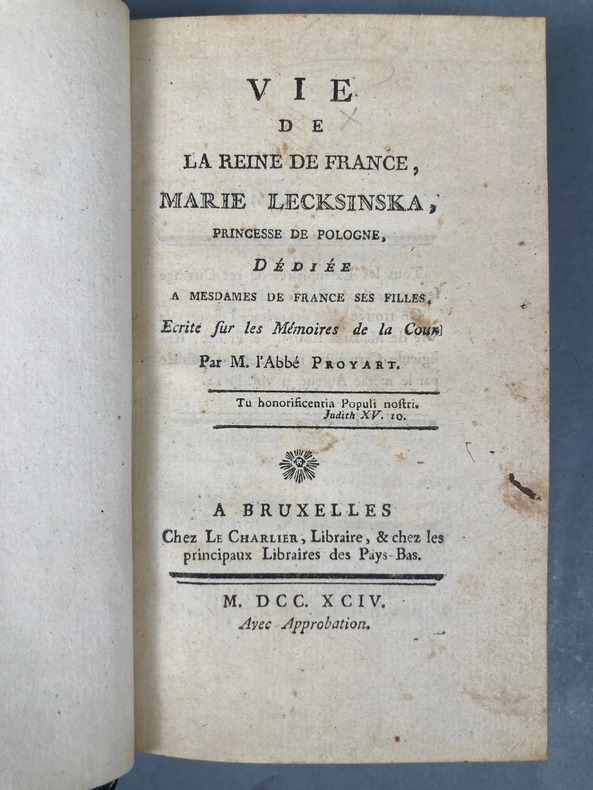 VIE
DE
LA REINE DE FRANCE,
MARIE LECKSINSKA,
PRINCESSE DE POLOGNE,
DÉDIÉE
A MESDAMES DE FRANCE SES FILLES,
Ecrite ſur les Mémoires de la Cour
Par M. l'Abbé PROYART.
Tu honorificentia Populi noſtri.
Judith XV. 10.
A BRUXELLES
Chez LE CHARLIER, Libraire, & chez les
principaux Libraires des Pays-Bas.
M. DCC. XCIV.
Avec Approbation.